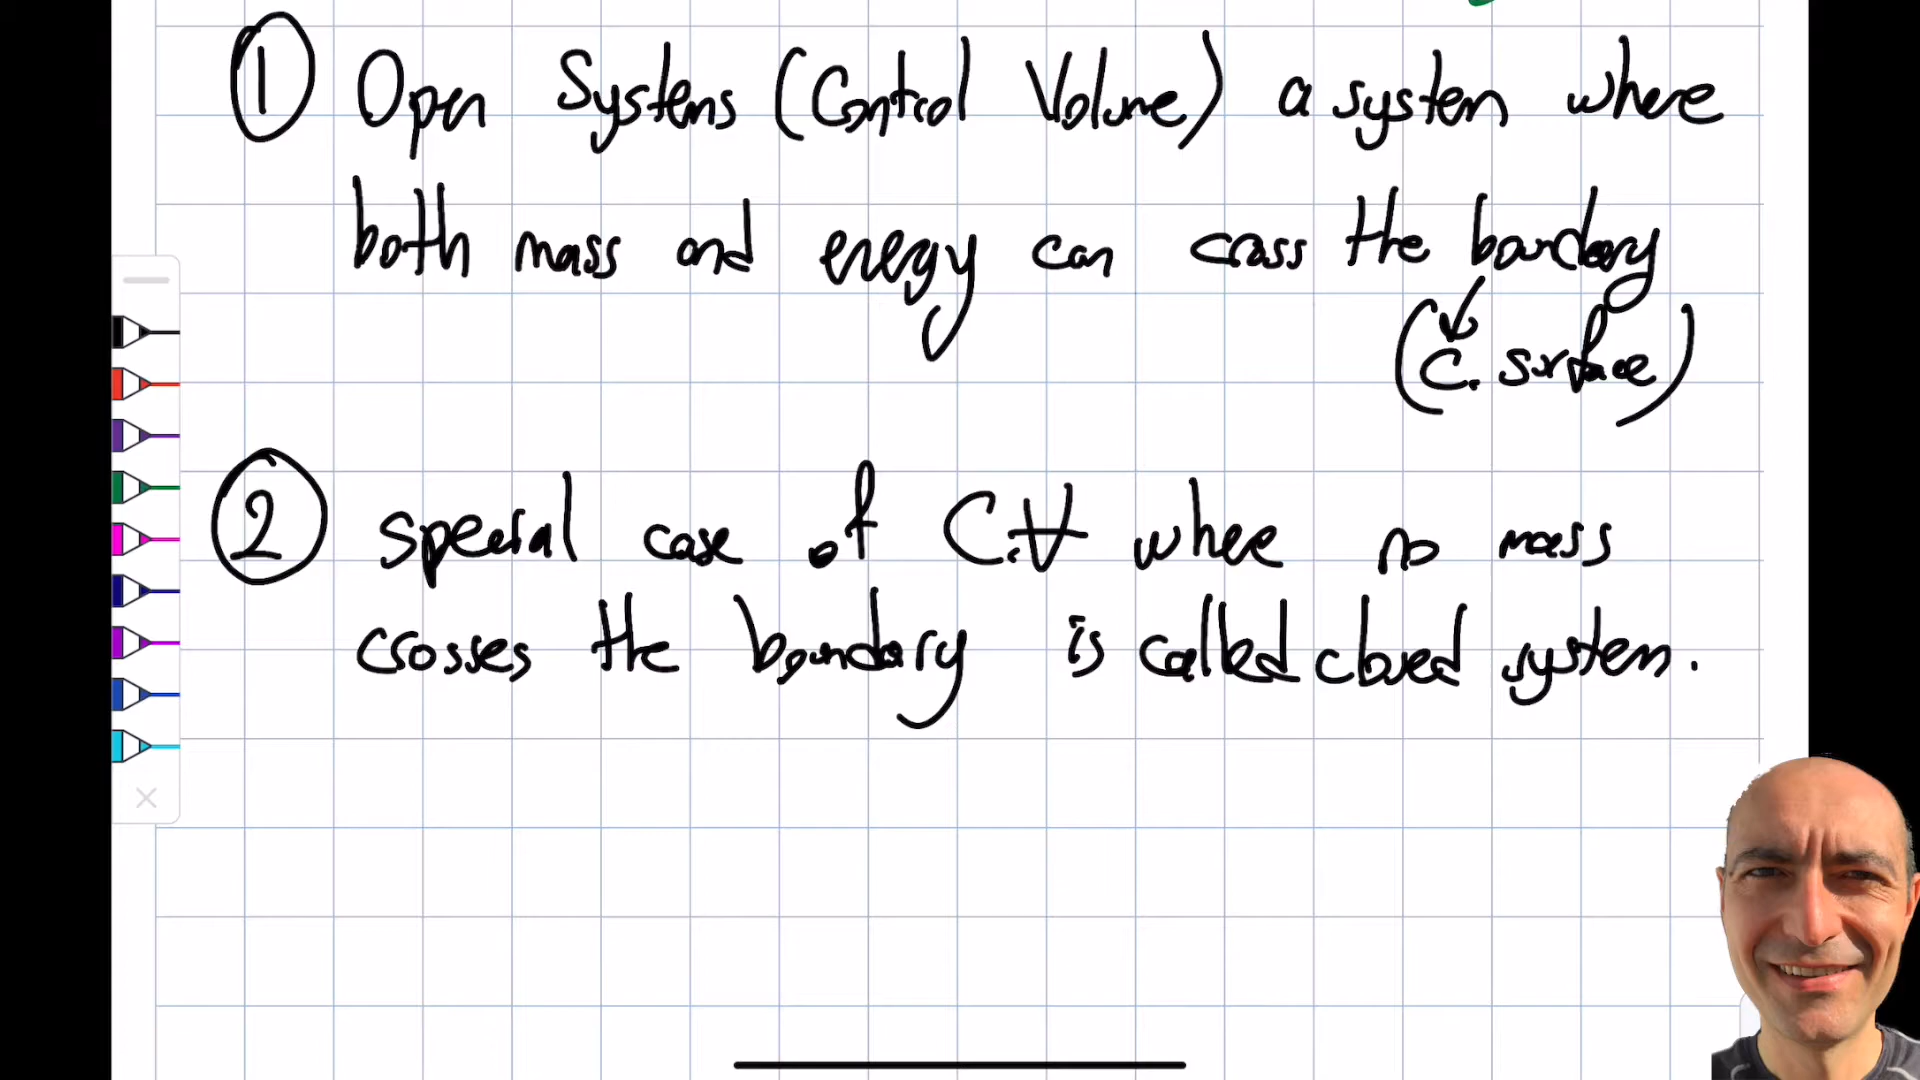 ① Open Systems (Control Volume) a system where
both mass and energy can cross the boundary
(C. surface)
② special case of C.V where no mass
crosses the boundary is called closed system.